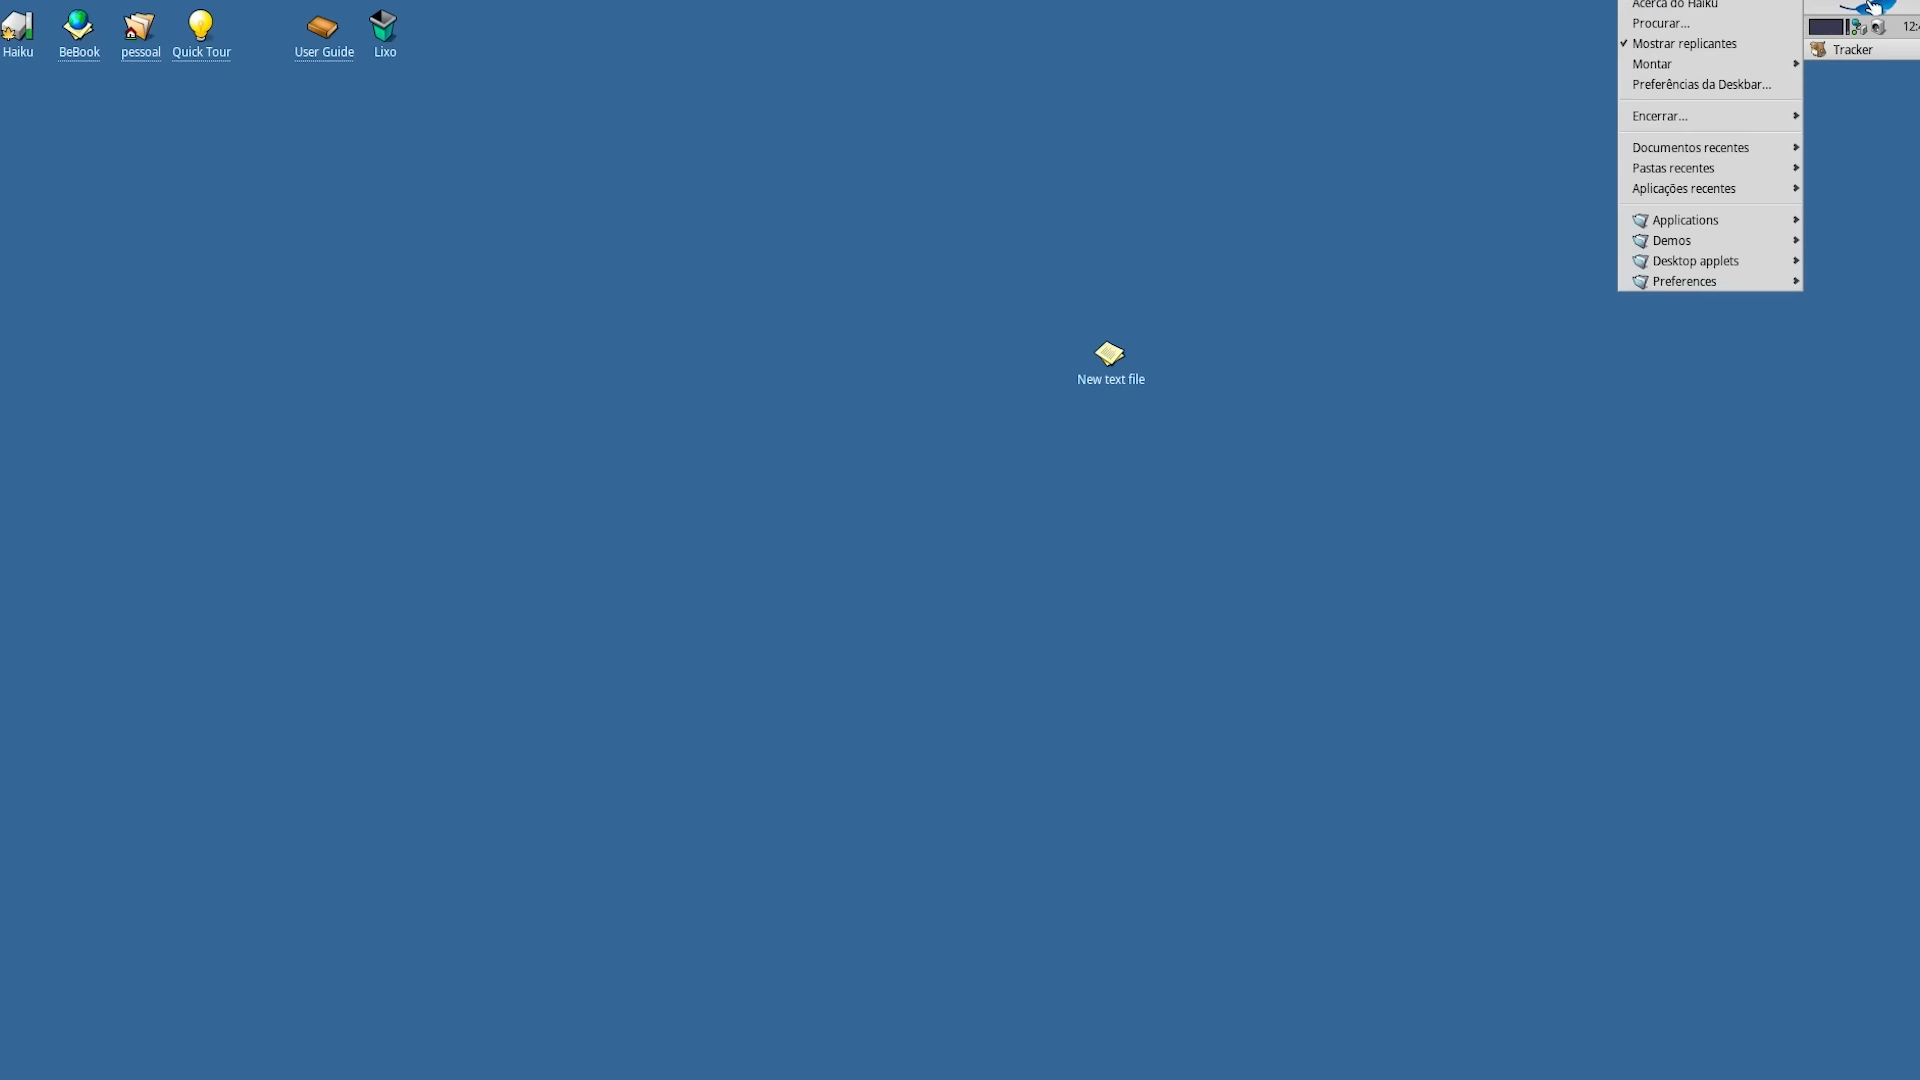 Haiku
BeBook
pessoal
Quick Tour
User Guide
Lixo
New text file
Acerca do Haiku
Procurar...
Mostrar replicantes
Montar
Preferências da Deskbar...
Encerrar...
Documentos recentes
Pastas recentes
Aplicações recentes
Applications
Demos
Desktop applets
Preferences
Tracker